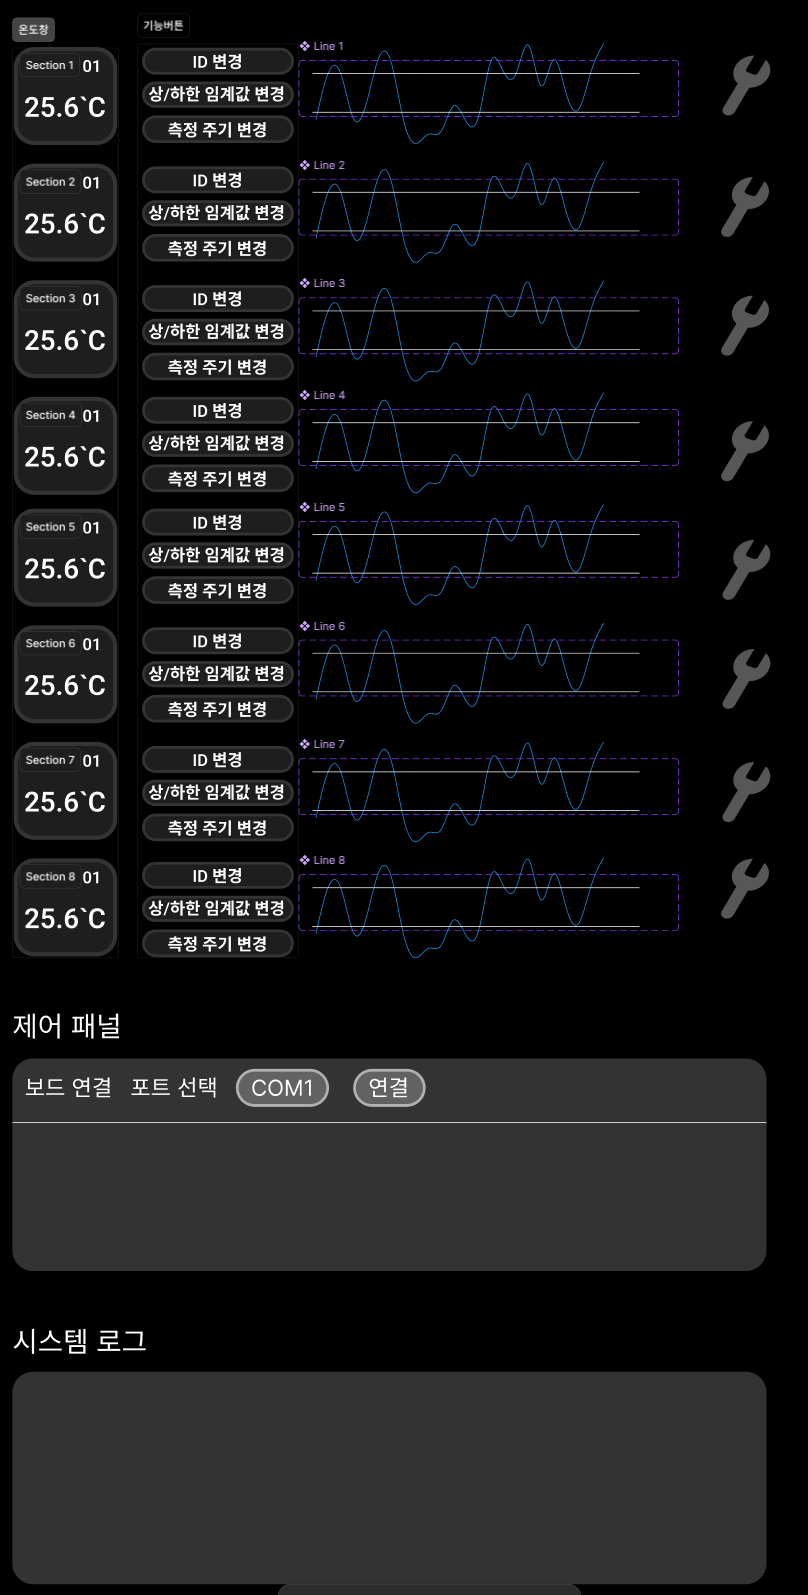 온도창
기능버튼
Section 1 01
25.6`C
ID 변경
상/하한 임계값 변경
측정 주기 변경
Line 1
Section 2 01
25.6`C
ID 변경
상/하한 임계값 변경
측정 주기 변경
Line 2
Section 3 01
25.6`C
ID 변경
상/하한 임계값 변경
측정 주기 변경
Line 3
Section 4 01
25.6`C
ID 변경
상/하한 임계값 변경
측정 주기 변경
Line 4
Section 5 01
25.6`C
ID 변경
상/하한 임계값 변경
측정 주기 변경
Line 5
Section 6 01
25.6`C
ID 변경
상/하한 임계값 변경
측정 주기 변경
Line 6
Section 7 01
25.6`C
ID 변경
상/하한 임계값 변경
측정 주기 변경
Line 7
Section 8 01
25.6`C
ID 변경
상/하한 임계값 변경
측정 주기 변경
Line 8
제어 패널
보드 연결 포트 선택 COM1 연결
시스템 로그